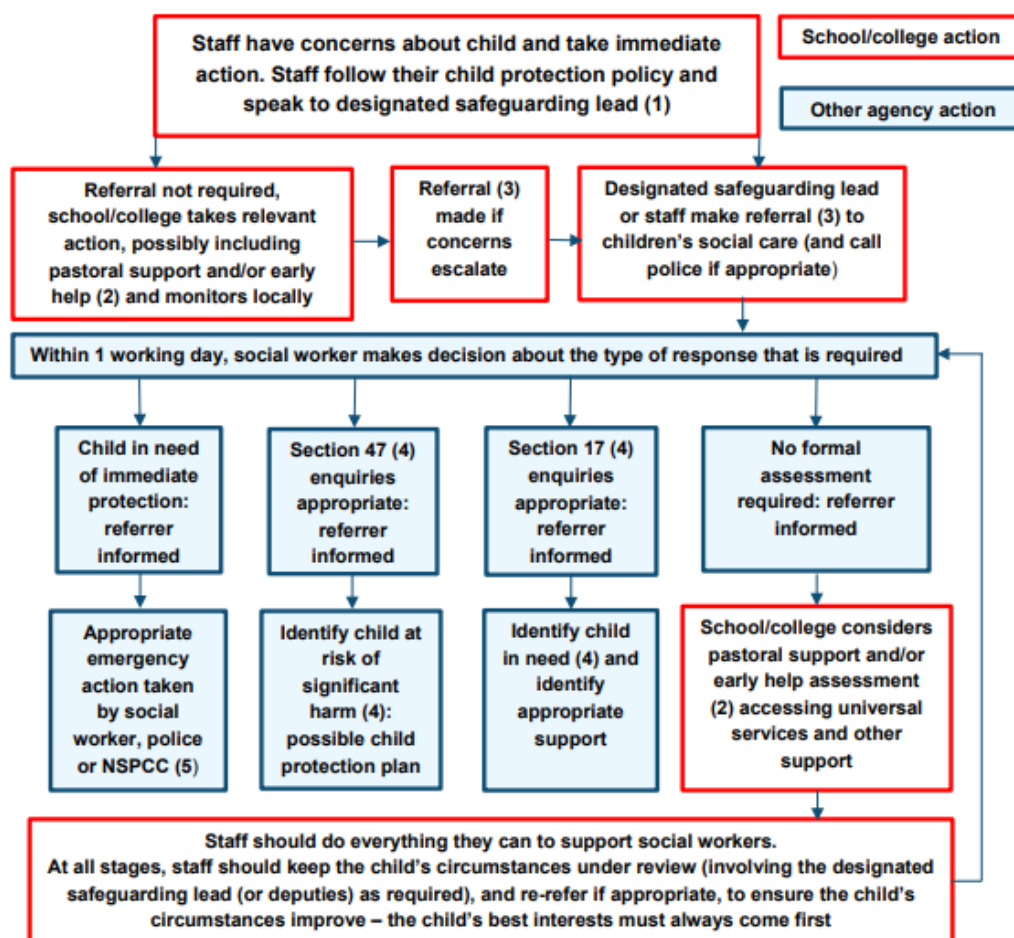 Staff have concerns about child and take immediate
action. Staff follow their child protection policy and
speak to designated safeguarding lead (1)
School/college action
Other agency action
Referral not required,
school/college takes relevant
action, possibly including
pastoral support and/or early
help (2) and monitors locally
Referral (3)
made if
concerns
escalate
Designated safeguarding lead
or staff make referral (3) to
children’s social care (and call
police if appropriate)
Within 1 working day, social worker makes decision about the type of response that is required
Child in need
of immediate
protection:
referrer
informed
Section 47 (4)
enquiries
appropriate:
referrer
informed
Section 17 (4)
enquiries
appropriate:
referrer
informed
No formal
assessment
required: referrer
informed
Appropriate
emergency
action taken
by social
worker, police
or NSPCC (5)
Identify child at
risk of
significant
harm (4):
possible child
protection plan
Identify child
in need (4) and
identify
appropriate
support
School/college considers
pastoral support and/or
early help assessment
(2) accessing universal
services and other
support
Staff should do everything they can to support social workers.
At all stages, staff should keep the child’s circumstances under review (involving the designated
safeguarding lead (or deputies) as required), and re-refer if appropriate, to ensure the child’s
circumstances improve – the child’s best interests must always come first